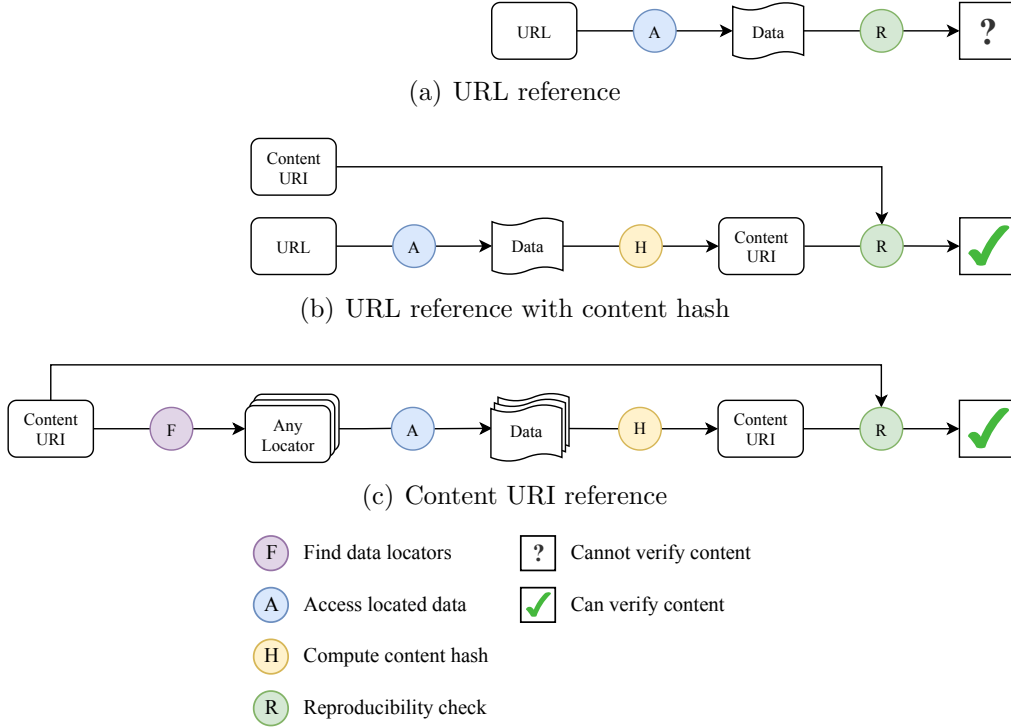 URL
A
Data
R
?
(a) URL reference
Content
URI
URL
A
Data
H
Content
URI
R
(b) URL reference with content hash
Content
URI
F
Any
Locator
A
Data
H
Content
URI
R
(c) Content URI reference
F Find data locators
? Cannot verify content
A Access located data
Can verify content
H Compute content hash
R Reproducibility check